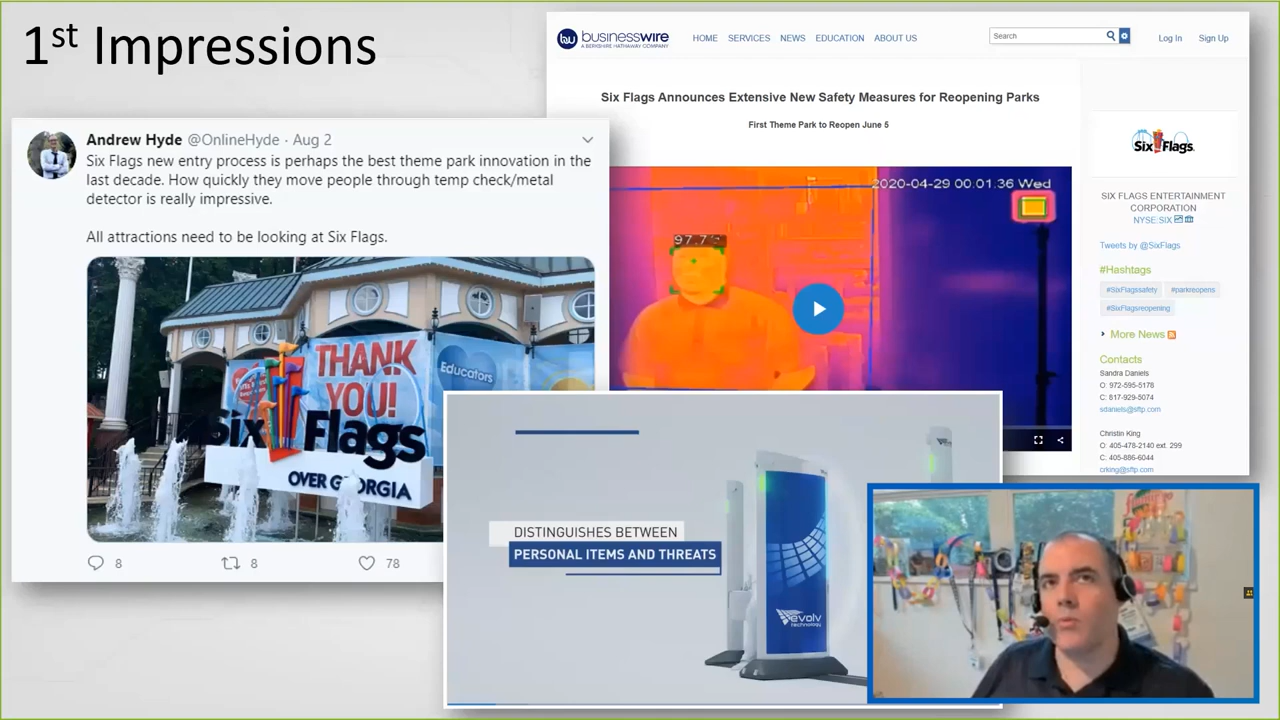 1st Impressions
businesswire
A BERKSHIRE HATHAWAY COMPANY
HOME SERVICES NEWS EDUCATION ABOUT US
Search
Log In Sign Up
Six Flags Announces Extensive New Safety Measures for Reopening Parks
First Theme Park to Reopen June 5
2020-04-29 00:01:36 Wed
97.7°
Six Flags
SIX FLAGS ENTERTAINMENT
CORPORATION
NYSE:SIX
Tweets by @SixFlags
#Hashtags
#SixFlagssafety #parkreopens
#SixFlagsreopening
More News
Contacts
Sandra Daniels
O: 972-595-5178
C: 817-929-5074
sdaniels@sftp.com
Christin King
O: 405-478-2140 ext. 299
C: 405-886-6044
crking@sftp.com
Andrew Hyde @OnlineHyde · Aug 2
Six Flags new entry process is perhaps the best theme park innovation in the
last decade. How quickly they move people through temp check/metal
detector is really impressive.
All attractions need to be looking at Six Flags.
THANK
YOU!
Educators
Six Flags
OVER GEORGIA
8 8 78
DISTINGUISHES BETWEEN
PERSONAL ITEMS AND THREATS
evolv
technology